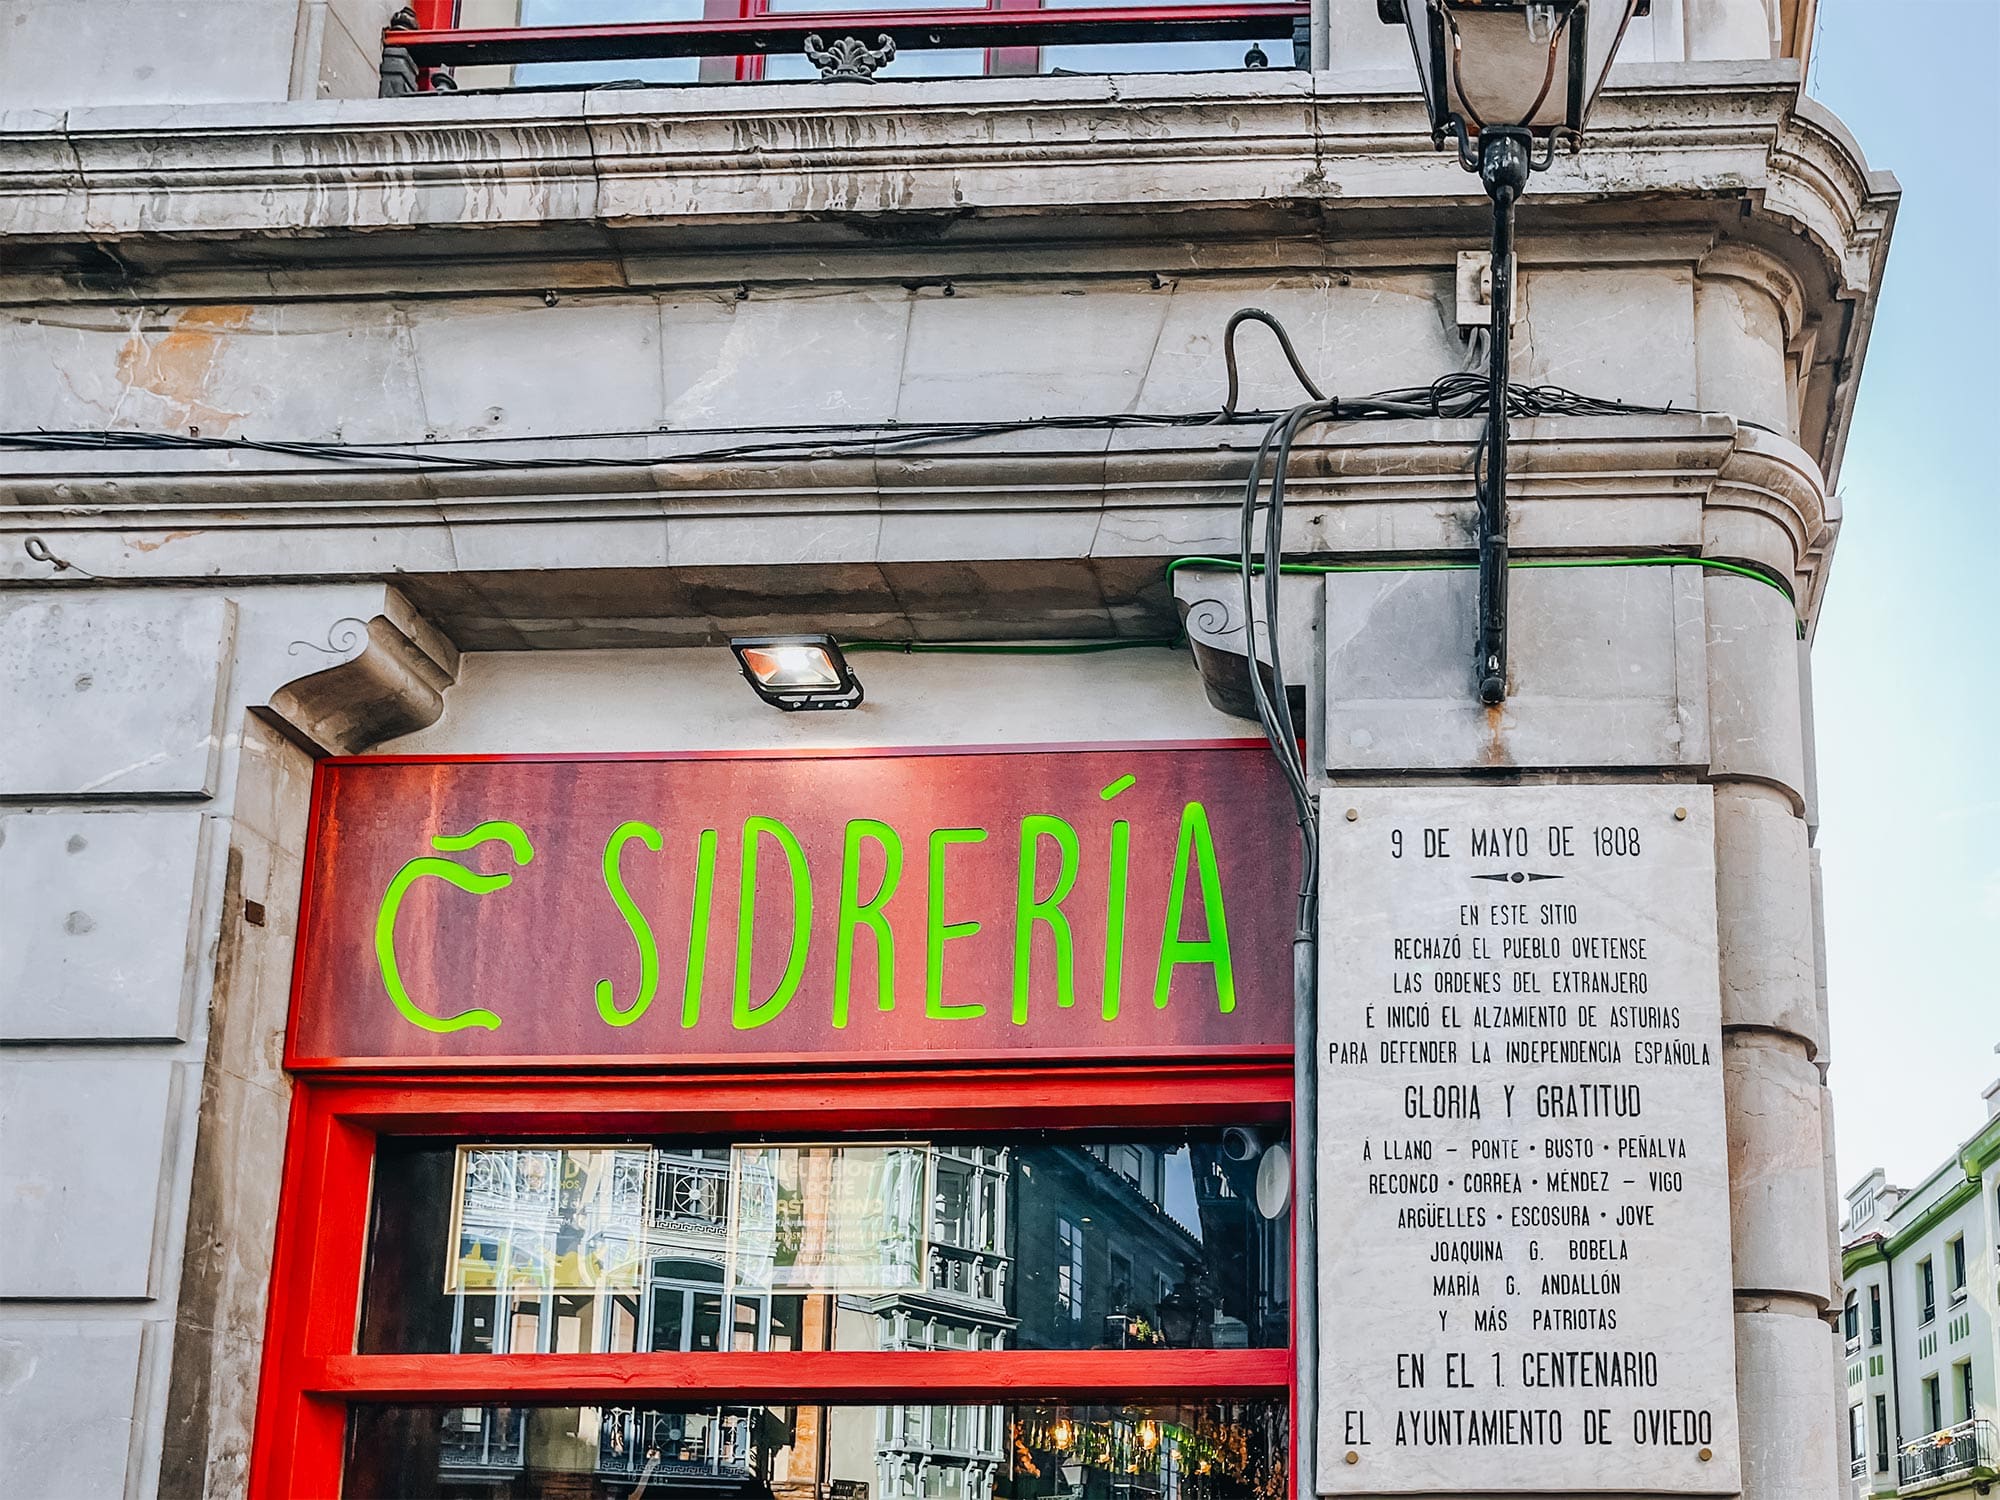 SIDRERÍA
9 DE MAYO DE 1808
EN ESTE SITIO
RECHAZÓ EL PUEBLO OVETENSE
LAS ORDENES DEL EXTRANJERO
É INICIÓ EL ALZAMIENTO DE ASTURIAS
PARA DEFENDER LA INDEPENDENCIA ESPAÑOLA
GLORIA Y GRATITUD
Á LLANO – PONTE • BUSTO • PEÑALVA
RECONCO • CORREA • MÉNDEZ – VIGO
ARGÜELLES • ESCOSURA • JOVE
JOAQUINA G. BOBELA
MARÍA G. ANDALLÓN
Y MÁS PATRIOTAS
EN EL 1. CENTENARIO
EL AYUNTAMIENTO DE OVIEDO
POTE
ASTURIANO